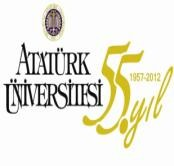 ATATÜRK
ÜNİVERSİTESİ
55.yıl
1957-2012